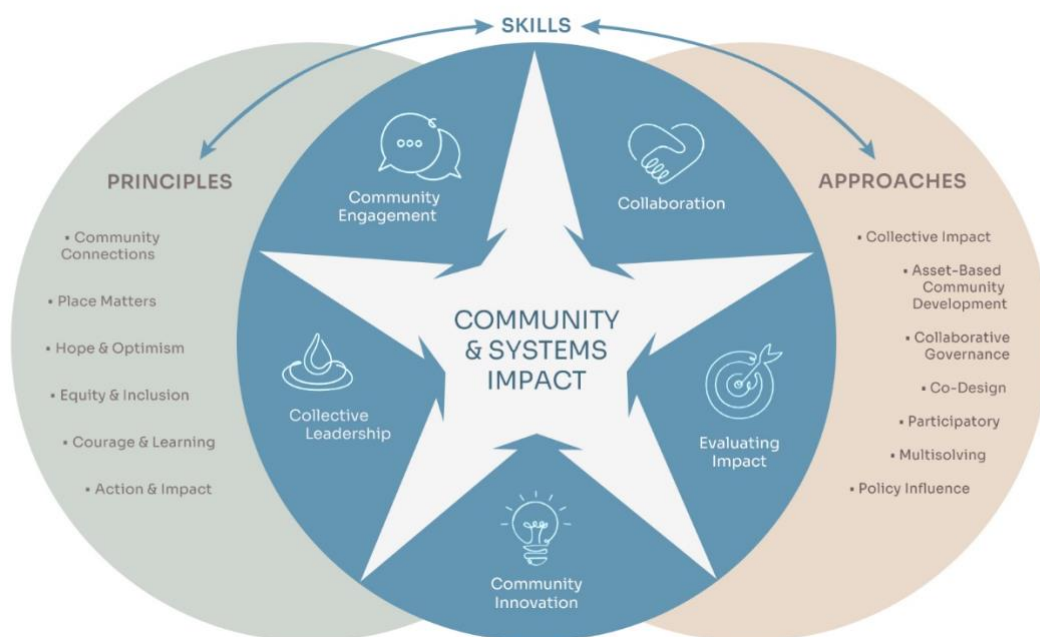 SKILLS
PRINCIPLES
• Community
Connections
• Place Matters
• Hope & Optimism
• Equity & Inclusion
• Courage & Learning
• Action & Impact
Community
Engagement
Collaboration
COMMUNITY
& SYSTEMS
IMPACT
Collective
Leadership
Evaluating
Impact
Community
Innovation
APPROACHES
• Collective Impact
• Asset-Based
Community
Development
• Collaborative
Governance
• Co-Design
• Participatory
• Multisolving
• Policy Influence